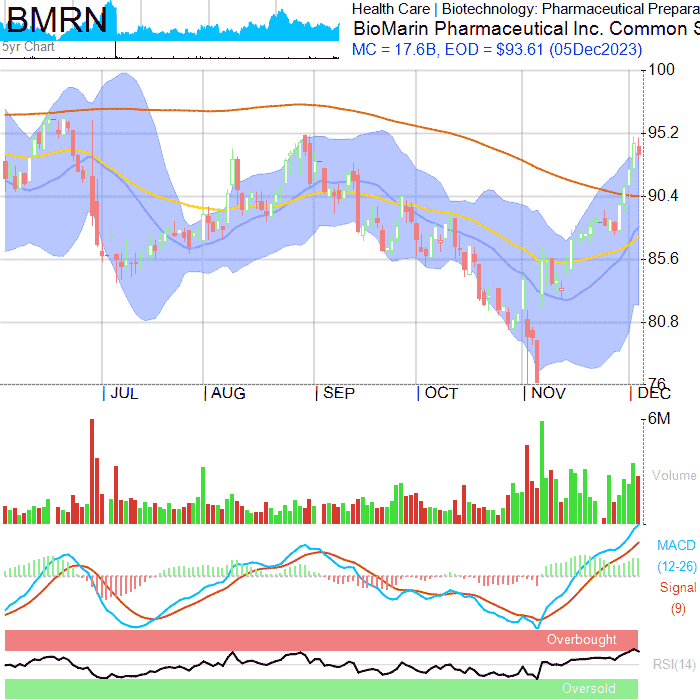 BMRN
5yr Chart
Health Care | Biotechnology: Pharmaceutical Prepara
BioMarin Pharmaceutical Inc. Common S
MC = 17.6B, EOD = $93.61 (05Dec2023)
100
95.2
90.4
85.6
80.8
76
JUL AUG SEP OCT NOV DEC
6M
Volume
MACD
(12-26)
Signal
(9)
Overbought
RSI(14)
Oversold